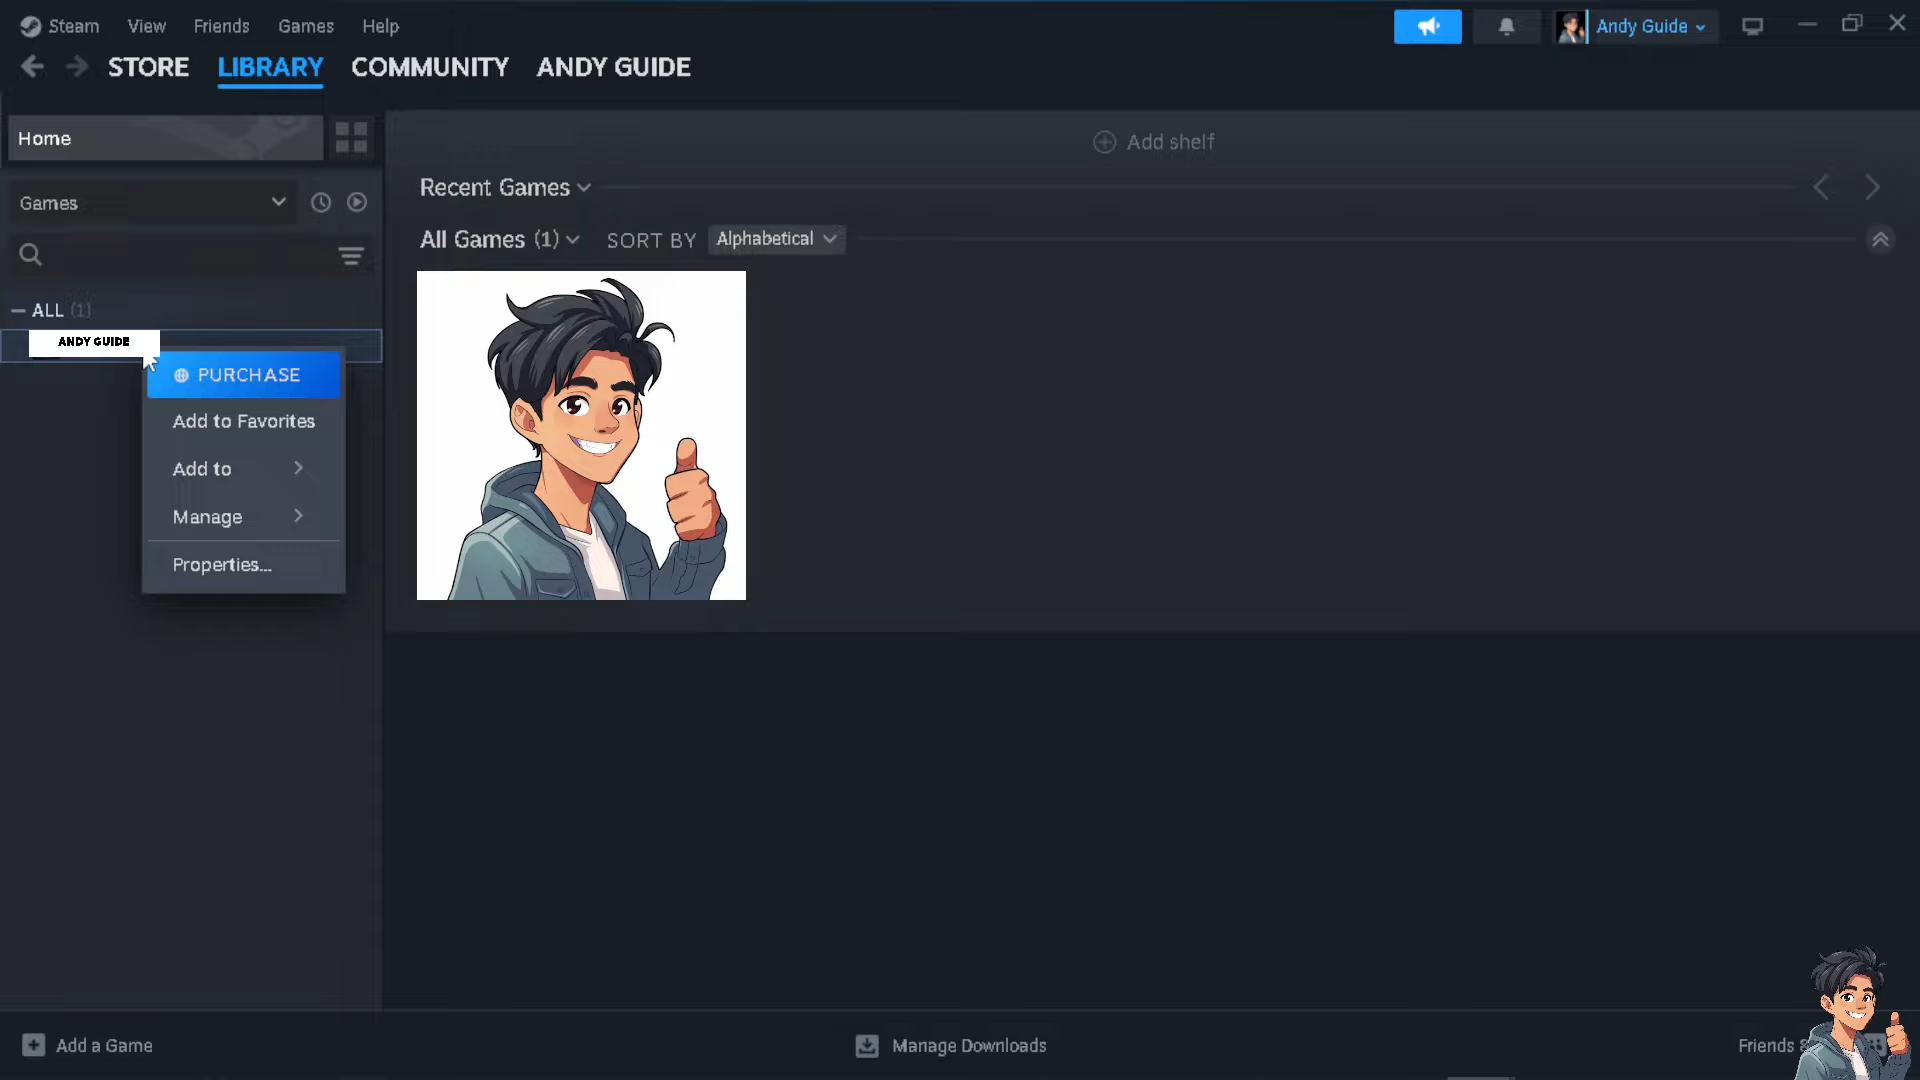 Steam View Friends Games Help
Andy Guide
STORE LIBRARY COMMUNITY ANDY GUIDE
Home
Add shelf
Games
Recent Games
All Games (1) SORT BY Alphabetical
ALL (1)
ANDY GUIDE
PURCHASE
Add to Favorites
Add to
Manage
Properties...
Add a Game
Manage Downloads
Friends